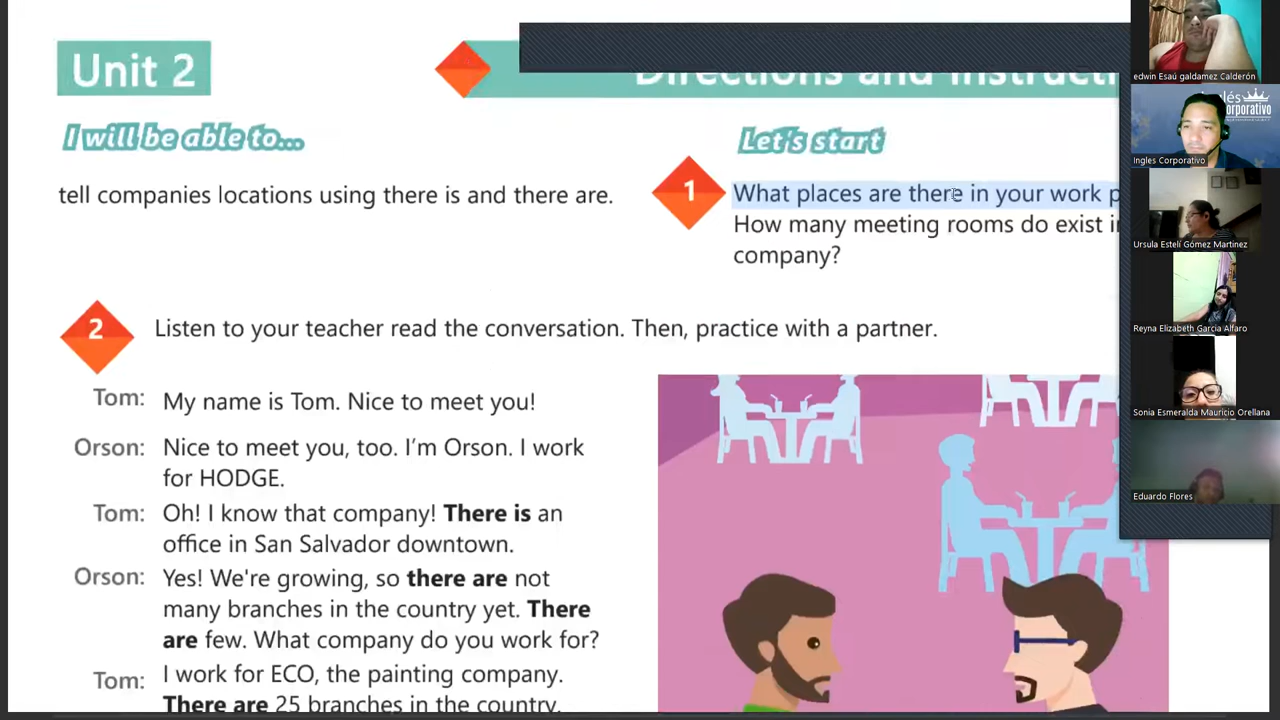 Unit 2
Directions and
I will be able to...
tell companies locations using there is and there are.
Let's start
1
What places are there in your work
How many meeting rooms do exist
company?
2
Listen to your teacher read the conversation. Then, practice with a partner.
Tom: My name is Tom. Nice to meet you!
Orson: Nice to meet you, too. I'm Orson. I work
for HODGE.
Tom: Oh! I know that company! There is an
office in San Salvador downtown.
Orson: Yes! We're growing, so there are not
many branches in the country yet. There
are few. What company do you work for?
Tom: I work for ECO, the painting company.
There are 25 branches in the country.
edwin Esaú galdamez Calderón
Ingles Corporativo
Ursula Estelí Gómez Martinez
Reyna Elizabeth Garcia Alfaro
Sonia Esmeralda Mauricio Orellana
Eduardo Flores